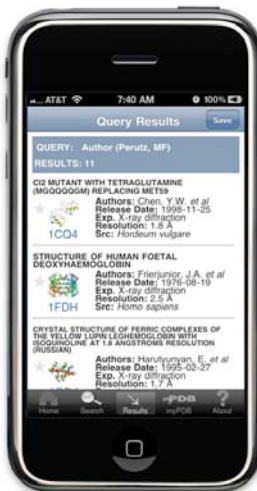 ... AT&T 7:40 AM 100%
Query Results Save
QUERY: Author (Perutz, MF)
RESULTS: 11
CI2 MUTANT WITH TETRAGLUTAMINE
(MGQQQQGM) REPLACING MET59
Authors: Chen, Y.W. et al
Release Date: 1998-11-25
Exp. X-ray diffraction
Resolution: 1.8 Å
Src: Hordeum vulgare
1CQ4
STRUCTURE OF HUMAN FOETAL
DEOXYHAEMOGLOBIN
Authors: Frierjunior, J.A. et al
Release Date: 1976-08-19
Exp. X-ray diffraction
Resolution: 2.5 Å
Src: Homo sapiens
1FDH
CRYSTAL STRUCTURE OF FERRIC COMPLEXES OF
THE YELLOW LUPIN LEGHEMOGLOBIN WITH
ISOQUINOLINE AT 1.8 ANGSTROMS RESOLUTION
(RUSSIAN)
Authors: Harutyunyan, E. et al
Release Date: 1995-02-27
Exp. X-ray diffraction
Resolution: 1.7 Å
Home Search Results myPDB About